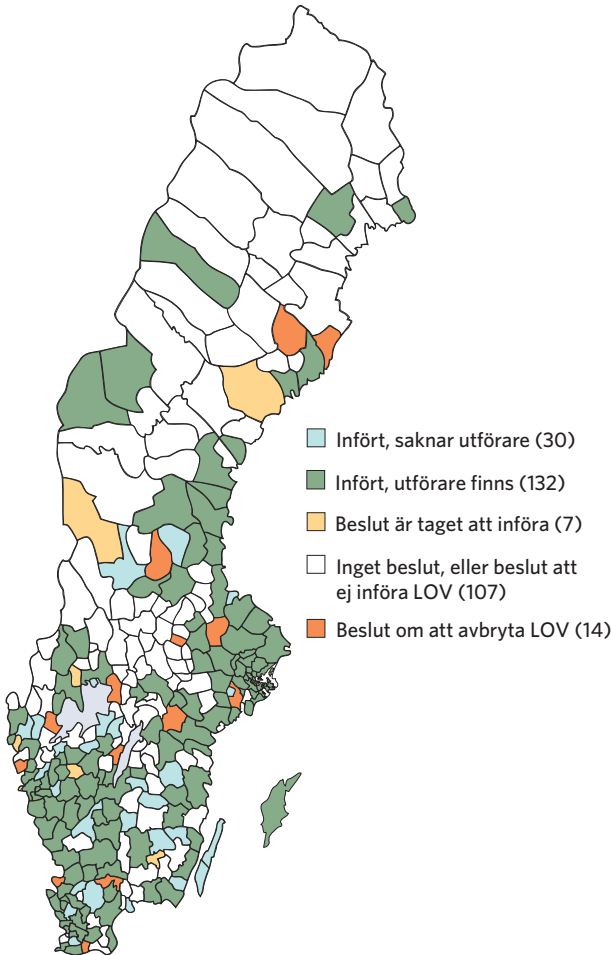 Infört, saknar utförare (30)
Infört, utförare finns (132)
Beslut är taget att införa (7)
Inget beslut, eller beslut att
ej införa LOV (107)
Beslut om att avbryta LOV (14)